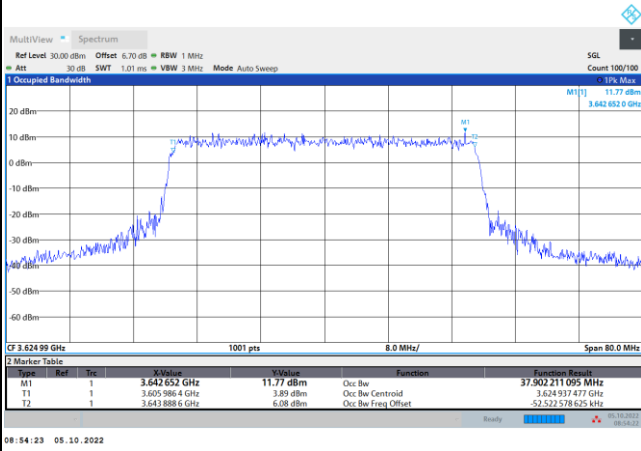 MultiView Spectrum
Ref Level 30.00 dBm Offset 6.70 dB RBW 1 MHz SGL
Att 30 dB SWT 1.01 ms VBW 3 MHz Mode Auto Sweep Count 100/100
1 Occupied Bandwidth 1Pk Max
M1[1] 11.77 dBm
3.642 652 0 GHz
20 dBm
M1
10 dBm
T1
T2
0 dBm
-10 dBm
-20 dBm
-30 dBm
-40 dBm
-50 dBm
-60 dBm
CF 3.624 99 GHz 1001 pts 8.0 MHz/ Span 80.0 MHz
2 Marker Table
Type Ref Trc X-Value Y-Value Function Function Result
M1 1 3.642 652 GHz 11.77 dBm Occ Bw 37.902 211 095 MHz
T1 1 3.605 986 4 GHz 3.89 dBm Occ Bw Centroid 3.624 937 477 GHz
T2 1 3.643 888 6 GHz 6.08 dBm Occ Bw Freq Offset -52.522 578 625 kHz
Ready 05.10.2022
08:54:22
08:54:23 05.10.2022